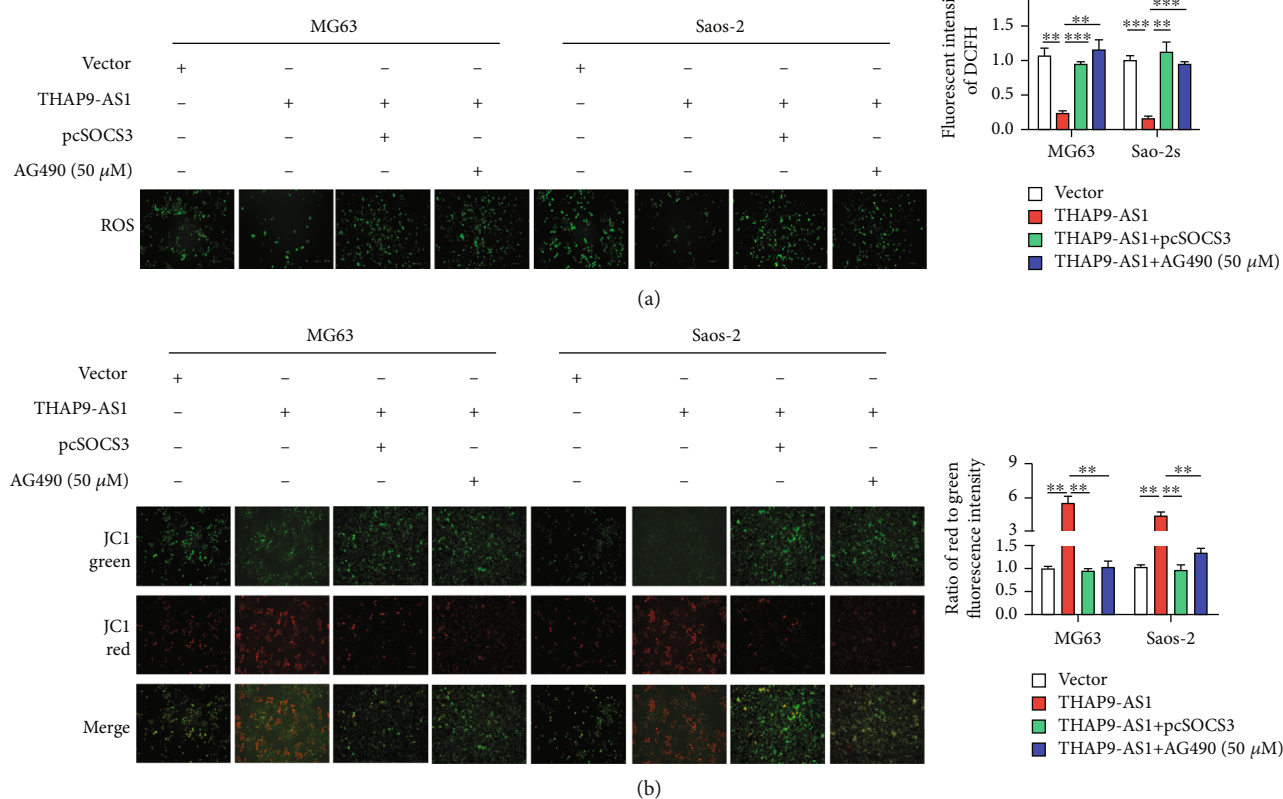 MG63 Saos-2
Vector + – – – + – – –
THAP9-AS1 – + + + – + + +
pcSOCS3 – – + – – – + –
AG490 (50 μM) – – – + – – – +
ROS
Fluorescent intensi
of DCFH
1.5
1.0
0.5
0.0
** *** **
*** ** ***
MG63 Sao-2s
Vector
THAP9-AS1
THAP9-AS1+pcSOCS3
THAP9-AS1+AG490 (50 μM)
(a)
MG63 Saos-2
Vector + – – – + – – –
THAP9-AS1 – + + + – + + +
pcSOCS3 – – + – – – + –
AG490 (50 μM) – – – + – – – +
JC1
green
JC1
red
Merge
Ratio of red to green
fluorescence intensity
9
6
3
1.5
1.0
0.5
0.0
** ** **
** ** **
MG63 Saos-2
Vector
THAP9-AS1
THAP9-AS1+pcSOCS3
THAP9-AS1+AG490 (50 μM)
(b)